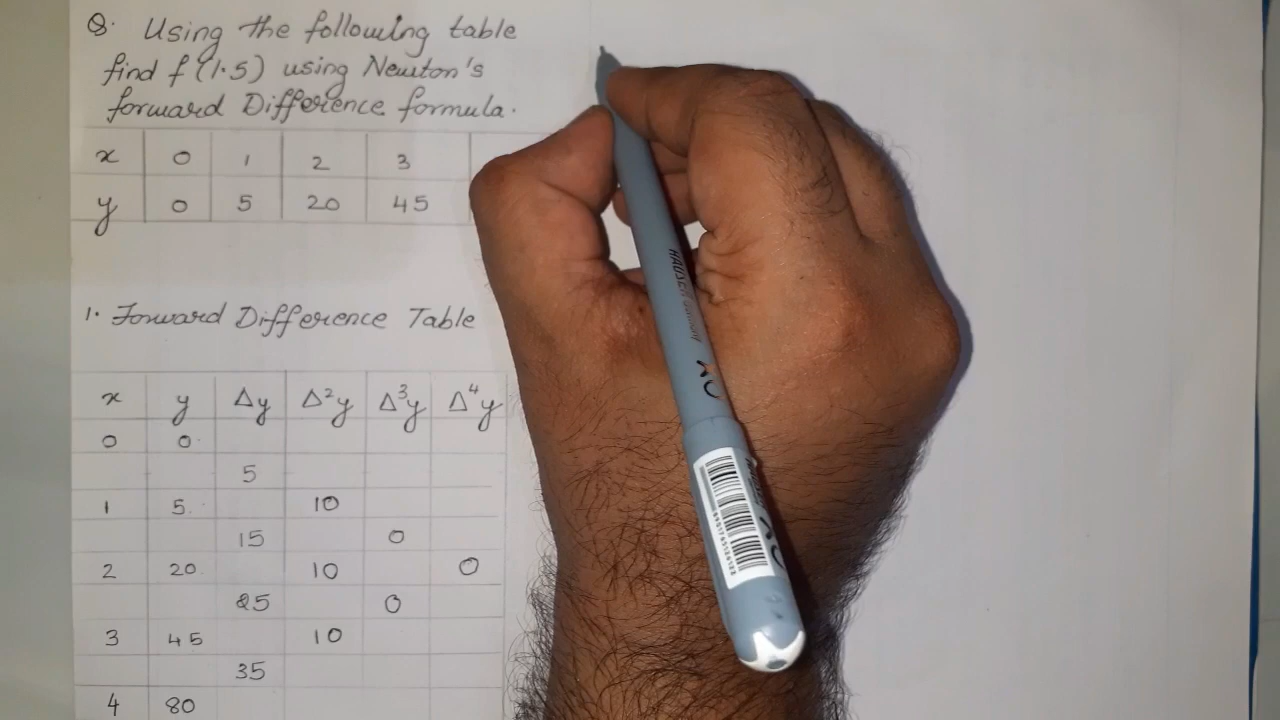 Q. Using the following table
find f(1.5) using Newton's
forward Difference formula.
x 0 1 2 3
y 0 5 20 45
1. Forward Difference Table
x y Δy Δ²y Δ³y Δ⁴y
0 0
5
1 5 10
15 0
2 20 10 0
25 0
3 45 10
35
4 80
HAUSER
XO